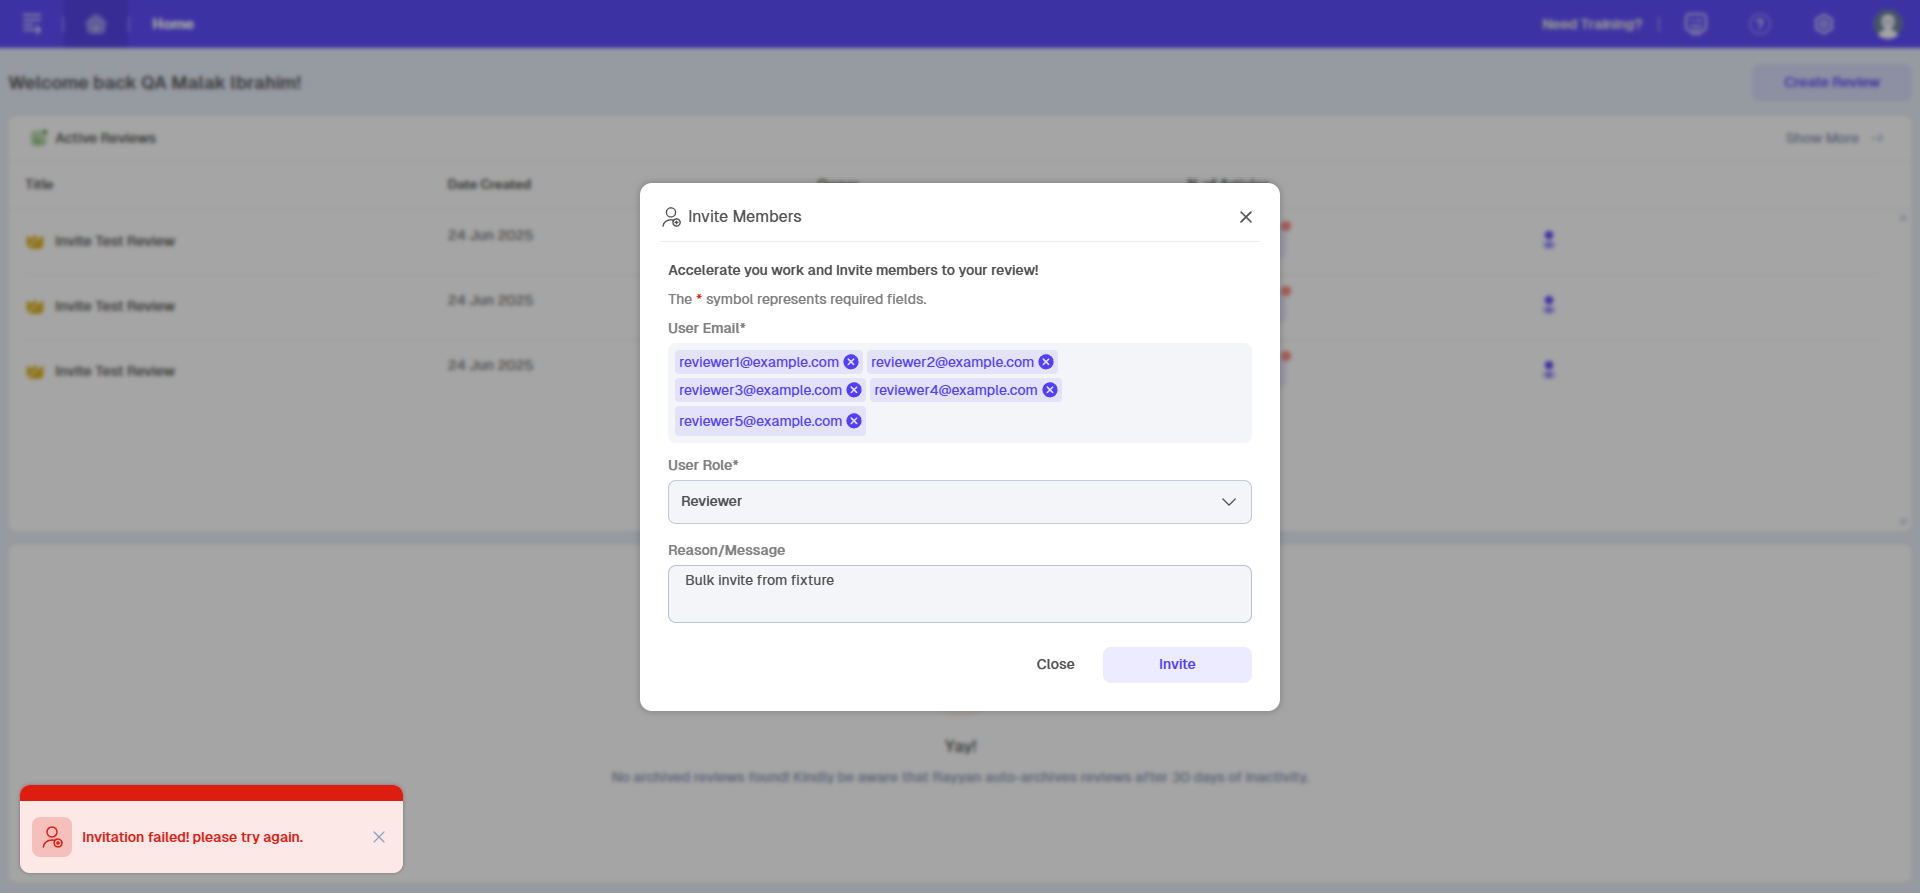 Home
Need Training?
Welcome back QA Malak Ibrahim!
Create Review
Active Reviews
Show More
Title
Date Created
Invite Test Review
24 Jun 2025
Invite Test Review
24 Jun 2025
Invite Test Review
24 Jun 2025
Invite Members
Accelerate you work and Invite members to your review!
The * symbol represents required fields.
User Email*
reviewer1@example.com reviewer2@example.com
reviewer3@example.com reviewer4@example.com
reviewer5@example.com
User Role*
Reviewer
Reason/Message
Bulk invite from fixture
Close
Invite
Yay!
No archived reviews found! Kindly be aware that Rayyan auto-archives reviews after 30 days of inactivity.
Invitation failed! please try again.